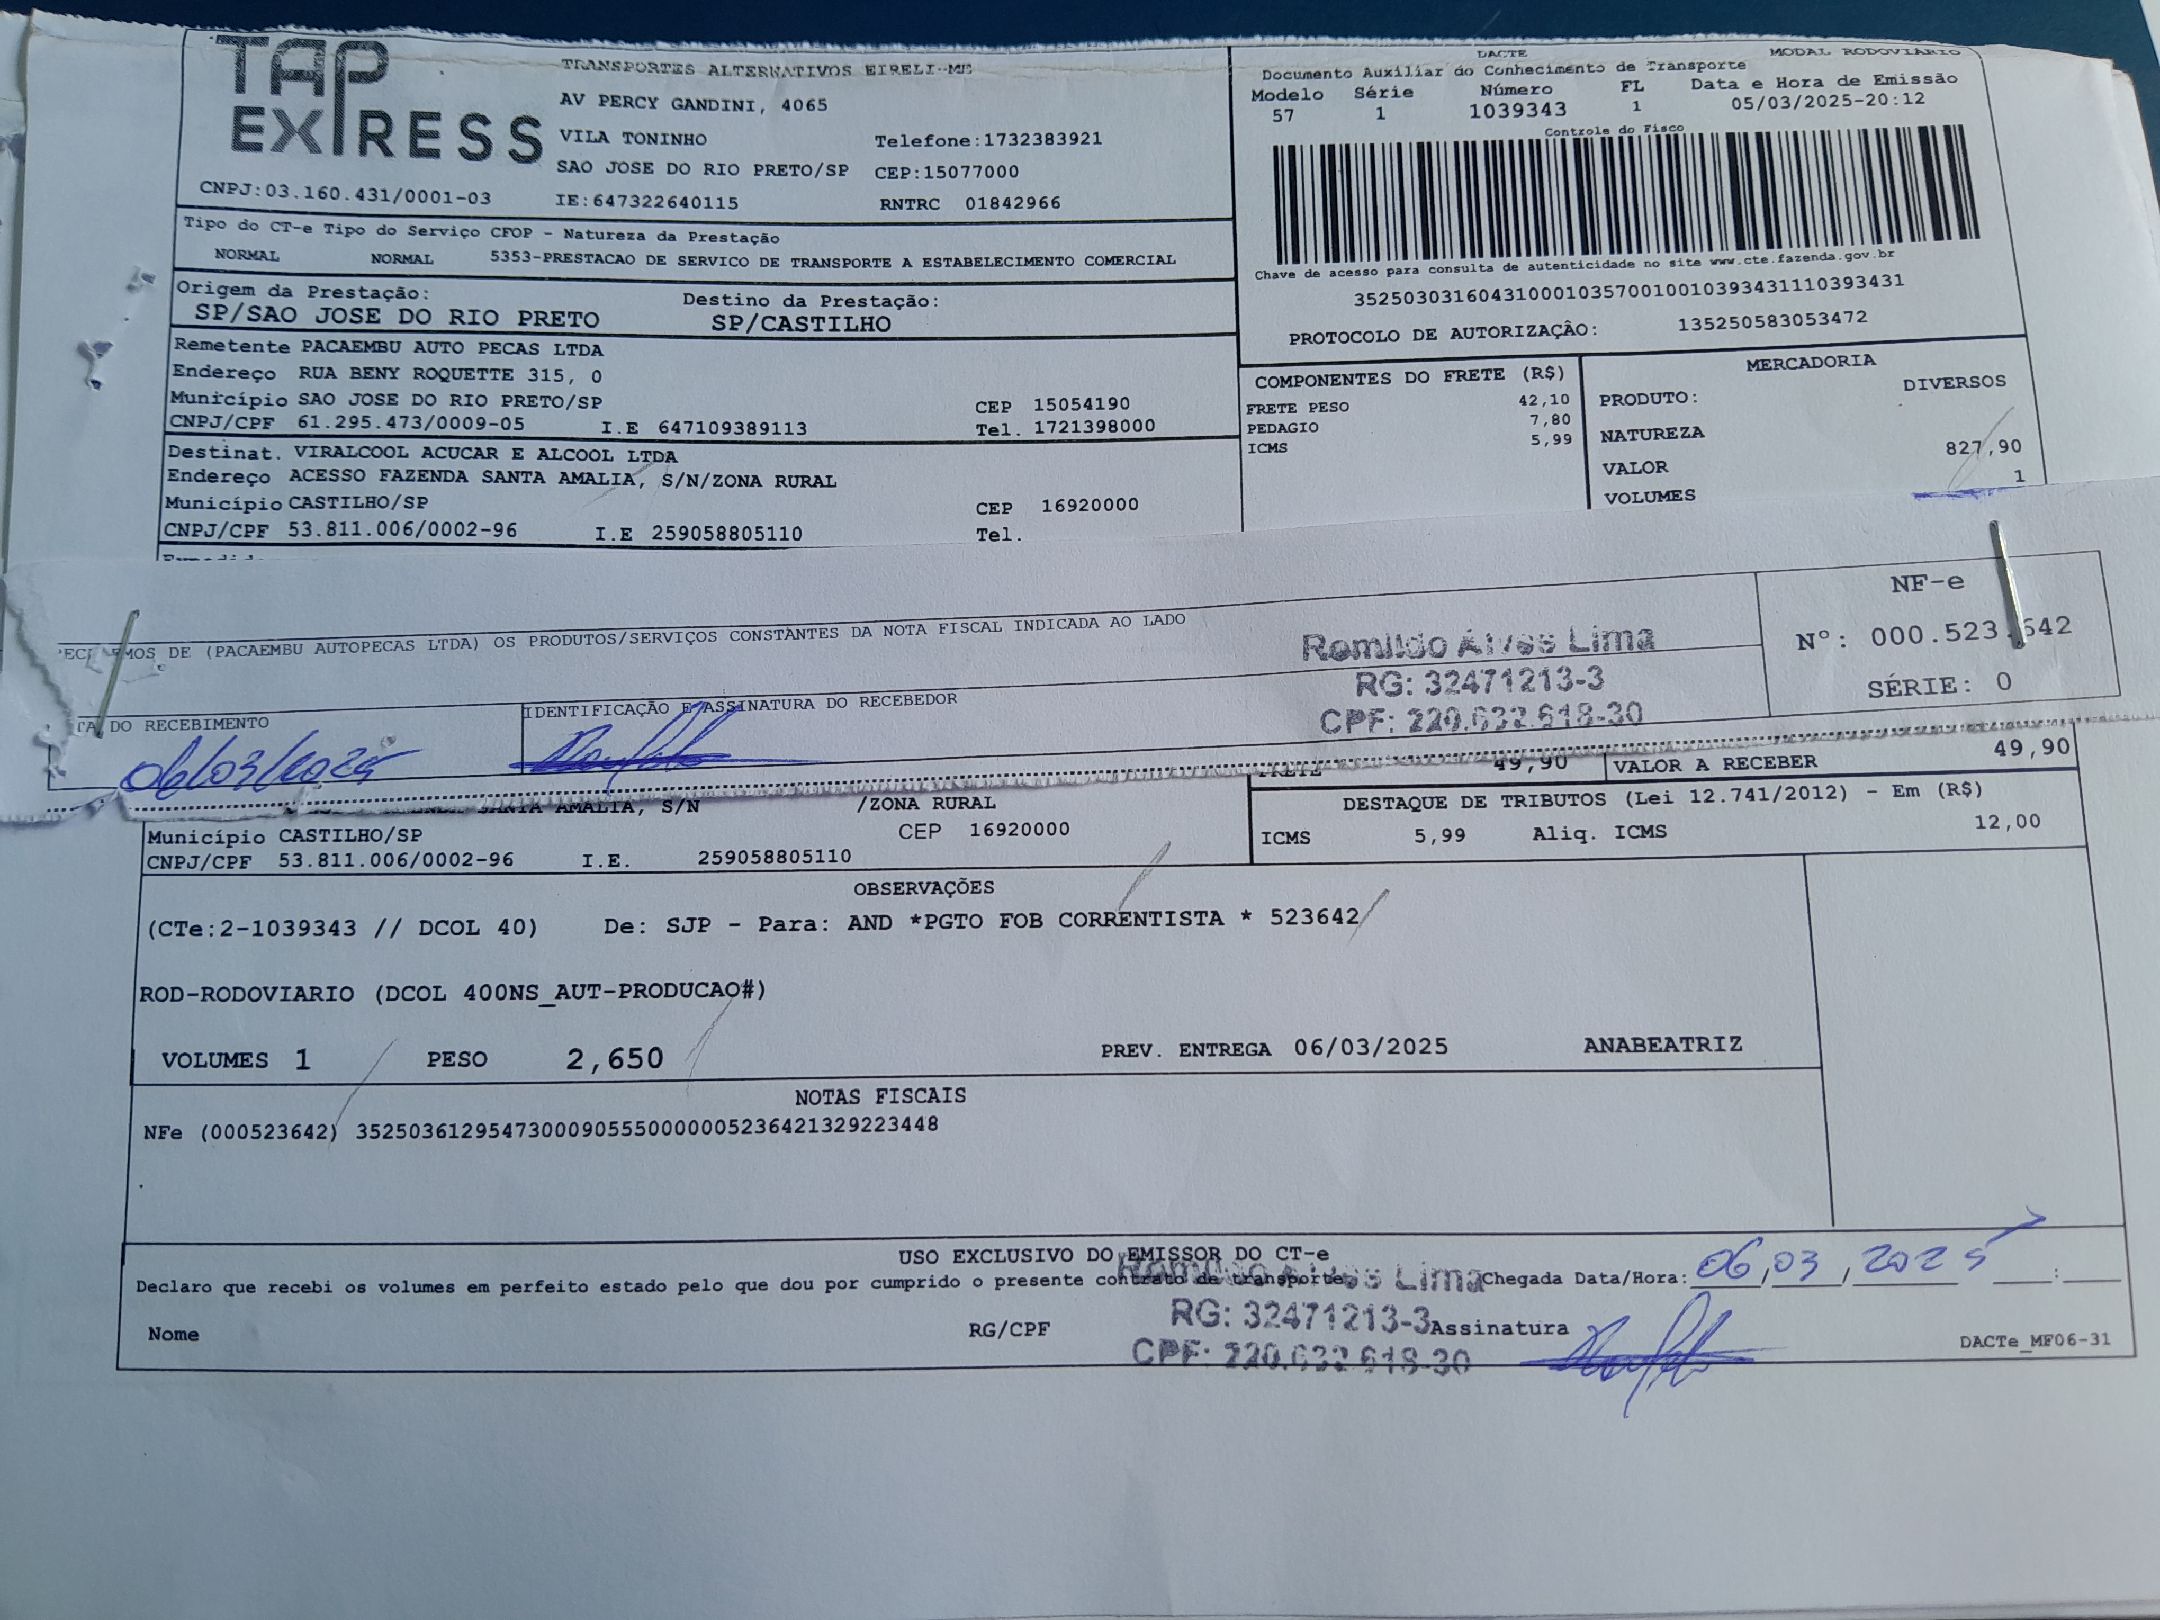 TAP
EXPRESS
TRANSPORTES ALTERNATIVOS EIRELI-ME
AV PERCY GANDINI, 4065
VILA TONINHO Telefone:1732383921
SAO JOSE DO RIO PRETO/SP CEP:15077000
CNPJ:03.160.431/0001-03 IE:647322640115 RNTRC 01842966
DACTE MODAL RODOVIARIO
Documento Auxiliar do Conhecimento de Transporte
Modelo Série Número FL Data e Hora de Emissão
57 1 1039343 1 05/03/2025-20:12
Controle do Fisco
Chave de acesso para consulta de autenticidade no site www.cte.fazenda.gov.br
35250303160431000103570010010393431110393431
PROTOCOLO DE AUTORIZAÇÃO: 135250583053472
Tipo do CT-e Tipo do Serviço CFOP - Natureza da Prestação
NORMAL NORMAL 5353-PRESTACAO DE SERVICO DE TRANSPORTE A ESTABELECIMENTO COMERCIAL
Origem da Prestação: Destino da Prestação:
SP/SAO JOSE DO RIO PRETO SP/CASTILHO
Remetente PACAEMBU AUTO PECAS LTDA
Endereço RUA BENY ROQUETTE 315, 0
Município SAO JOSE DO RIO PRETO/SP CEP 15054190
CNPJ/CPF 61.295.473/0009-05 I.E 647109389113 Tel. 1721398000
Destinat. VIRALCOOL ACUCAR E ALCOOL LTDA
Endereço ACESSO FAZENDA SANTA AMALIA, S/N/ZONA RURAL
Município CASTILHO/SP CEP 16920000
CNPJ/CPF 53.811.006/0002-96 I.E 259058805110 Tel.
COMPONENTES DO FRETE (R$)
FRETE PESO 42,10
PEDAGIO 7,80
ICMS 5,99
MERCADORIA
PRODUTO: DIVERSOS
NATUREZA
VALOR 827,90
VOLUMES 1
MOS DE (PACAEMBU AUTOPECAS LTDA) OS PRODUTOS/SERVIÇOS CONSTANTES DA NOTA FISCAL INDICADA AO LADO
Romildo Alves Lima
RG: 32471213-3
CPF: 220.632.618-30
NF-e
Nº: 000.523.642
SÉRIE: 0
TA DO RECEBIMENTO IDENTIFICAÇÃO E ASSINATURA DO RECEBEDOR
06/03/2025
FRETE 49,90 VALOR A RECEBER 49,90
SANTA AMALIA, S/N /ZONA RURAL
Município CASTILHO/SP CEP 16920000
CNPJ/CPF 53.811.006/0002-96 I.E. 259058805110
DESTAQUE DE TRIBUTOS (Lei 12.741/2012) - Em (R$)
ICMS 5,99 Aliq. ICMS 12,00
OBSERVAÇÕES
(CTe:2-1039343 // DCOL 40) De: SJP - Para: AND *PGTO FOB CORRENTISTA * 523642
ROD-RODOVIARIO (DCOL 400NS_AUT-PRODUCAO#)
VOLUMES 1 PESO 2,650 PREV. ENTREGA 06/03/2025 ANABEATRIZ
NOTAS FISCAIS
NFe (000523642) 35250361295473000905550000005236421329223448
USO EXCLUSIVO DO EMISSOR DO CT-e
Declaro que recebi os volumes em perfeito estado pelo que dou por cumprido o presente contrato de transporte. Chegada Data/Hora: 06/03/2025
Romildo Alves Lima
RG: 32471213-3
CPF: 220.632.618-30
Nome RG/CPF Assinatura
DACTe_MF06-31